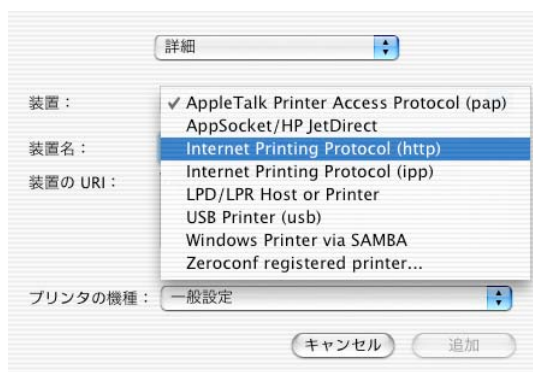 詳細
装置：
✓ AppleTalk Printer Access Protocol (pap)
AppSocket/HP JetDirect
装置名：
Internet Printing Protocol (http)
装置の URI：
Internet Printing Protocol (ipp)
LPD/LPR Host or Printer
USB Printer (usb)
Windows Printer via SAMBA
Zeroconf registered printer...
プリンタの機種： 一般設定
キャンセル 追加